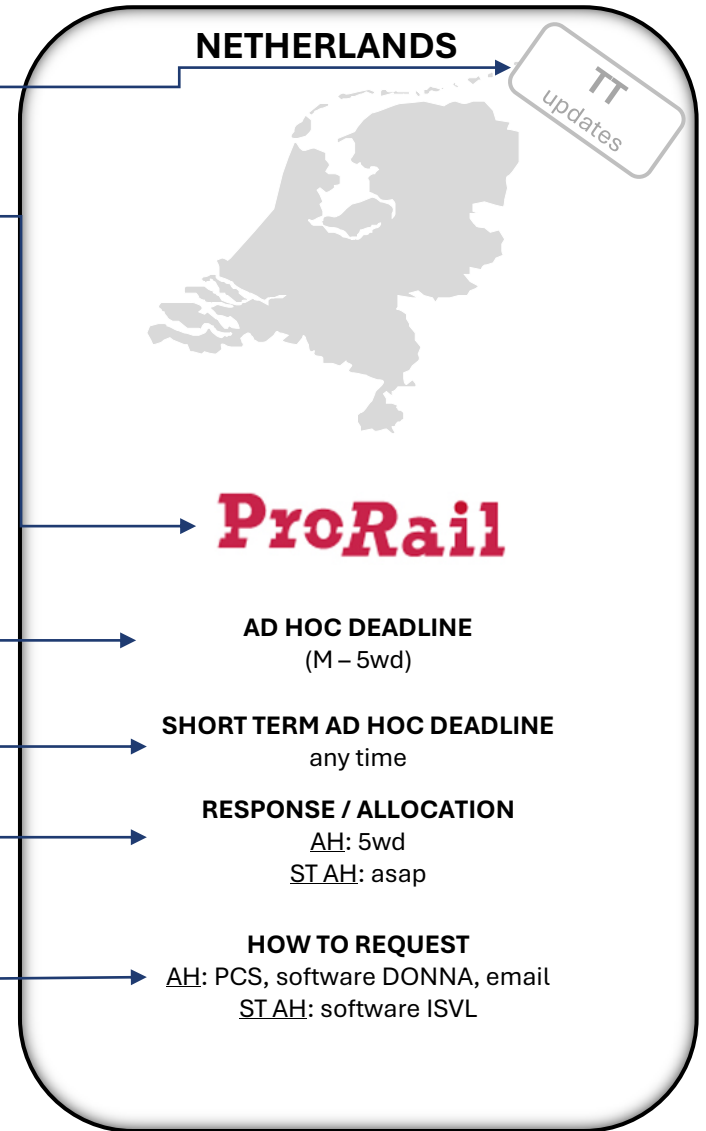 NETHERLANDS
TT
updates
ProRail
AD HOC DEADLINE
(M – 5wd)
SHORT TERM AD HOC DEADLINE
any time
RESPONSE / ALLOCATION
AH: 5wd
ST AH: asap
HOW TO REQUEST
AH: PCS, software DONNA, email
ST AH: software ISVL